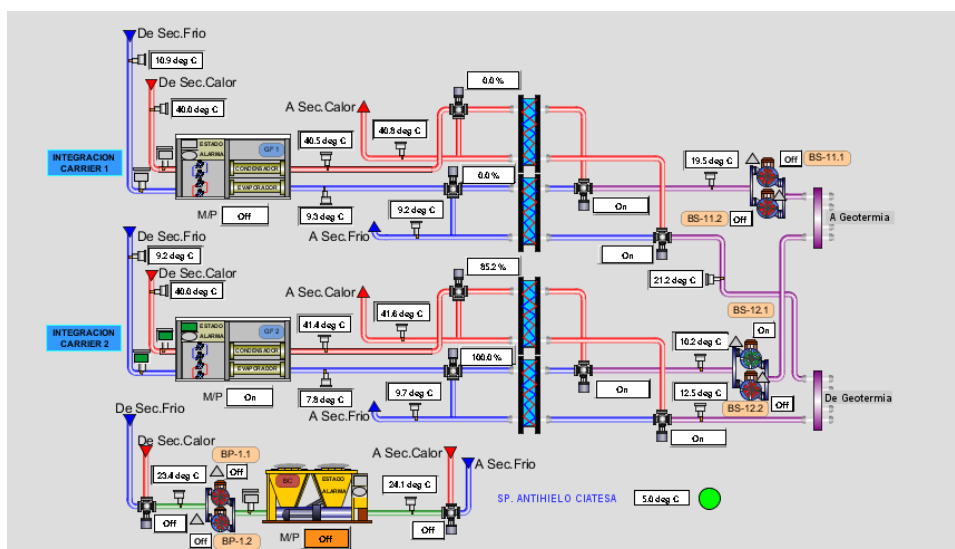 De Sec.Frio
10.9 deg C
De Sec.Calor
40.0 deg C
0.0 %
A Sec.Calor
40.5 deg C
40.8 deg C
INTEGRACION
CARRIER 1
ESTADO
ALARMA
GF 1
CONDENSADOR
EVAPORADOR
M/P
Off
9.3 deg C
9.2 deg C
0.0 %
A Sec.Frio
19.5 deg C
Off
BS-11.1
BS-11.2
Off
On
On
A Geotermia
21.2 deg C
De Sec.Frio
9.2 deg C
De Sec.Calor
40.0 deg C
85.2 %
A Sec.Calor
41.4 deg C
41.6 deg C
INTEGRACION
CARRIER 2
ESTADO
ALARMA
GF 2
CONDENSADOR
EVAPORADOR
M/P
On
7.8 deg C
9.7 deg C
100.0 %
A Sec.Frio
BS-12.1
On
10.2 deg C
On
12.5 deg C
BS-12.2
Off
On
De Geotermia
De Sec.Frio
De Sec.Calor
BP-1.1
Off
23.4 deg C
Off
Off
BP-1.2
BC
ESTADO
ALARMA
M/P
Off
A Sec.Calor
A Sec.Frio
24.1 deg C
Off
SP. ANTIHIELO CIATESA
5.0 deg C